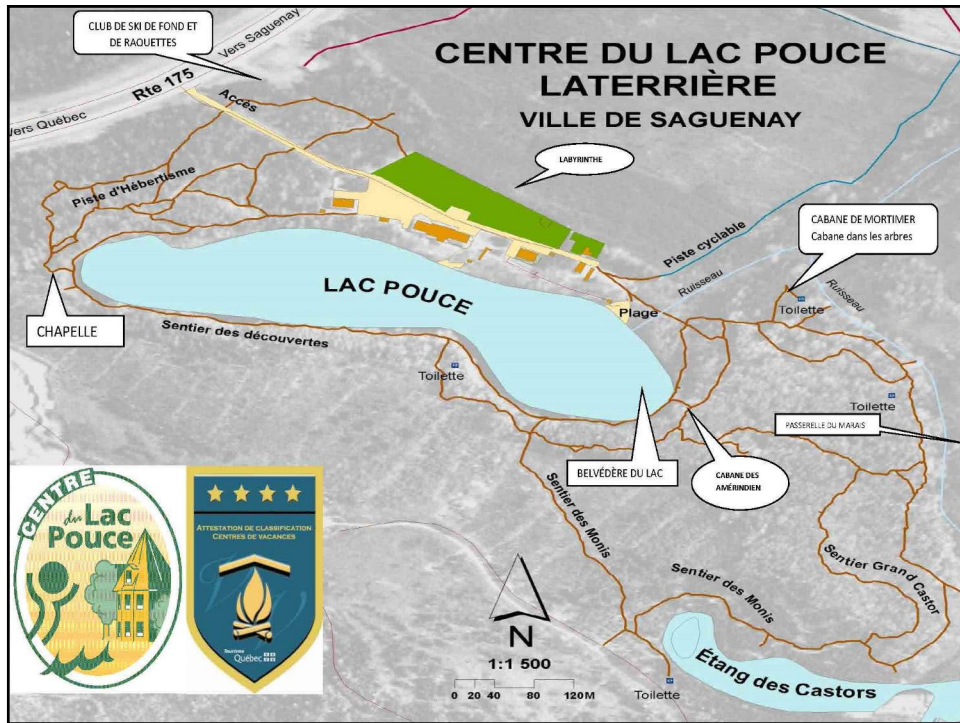 CLUB DE SKI DE FOND ET
DE RAQUETTES
Vers Saguenay
Rte 175
Vers Québec
Accès
CENTRE DU LAC POUCE
LATERRIÈRE
VILLE DE SAGUENAY
LABYRINTHE
Piste d'Hébertisme
Piste cyclable
CABANE DE MORTIMER
Cabane dans les arbres
Ruisseau
Ruisseau
LAC POUCE
Plage
Toilette
CHAPELLE
Sentier des découvertes
Toilette
Toilette
PASSERELLE DU MARAIS
BELVÉDÈRE DU LAC
CABANE DES
AMÉRINDIEN
Sentier des Monis
Sentier des Monis
Sentier Grand Castor
Étang des Castors
Toilette
CENTRE
du Lac
Pouce
ATTESTATION DE CLASSIFICATION
CENTRES DE VACANCES
Tourisme
Québec
N
1:1 500
0 20 40 80 120 M